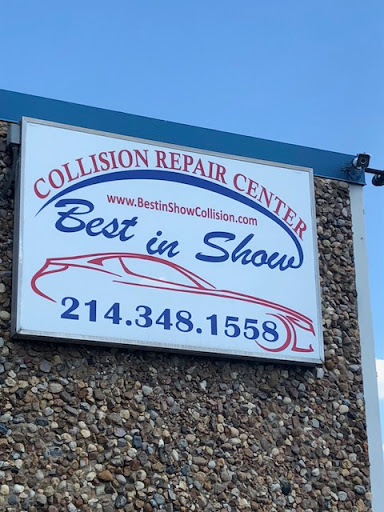 COLLISION REPAIR CENTER
www.BestinShowCollision.com
Best in Show
214.348.1558